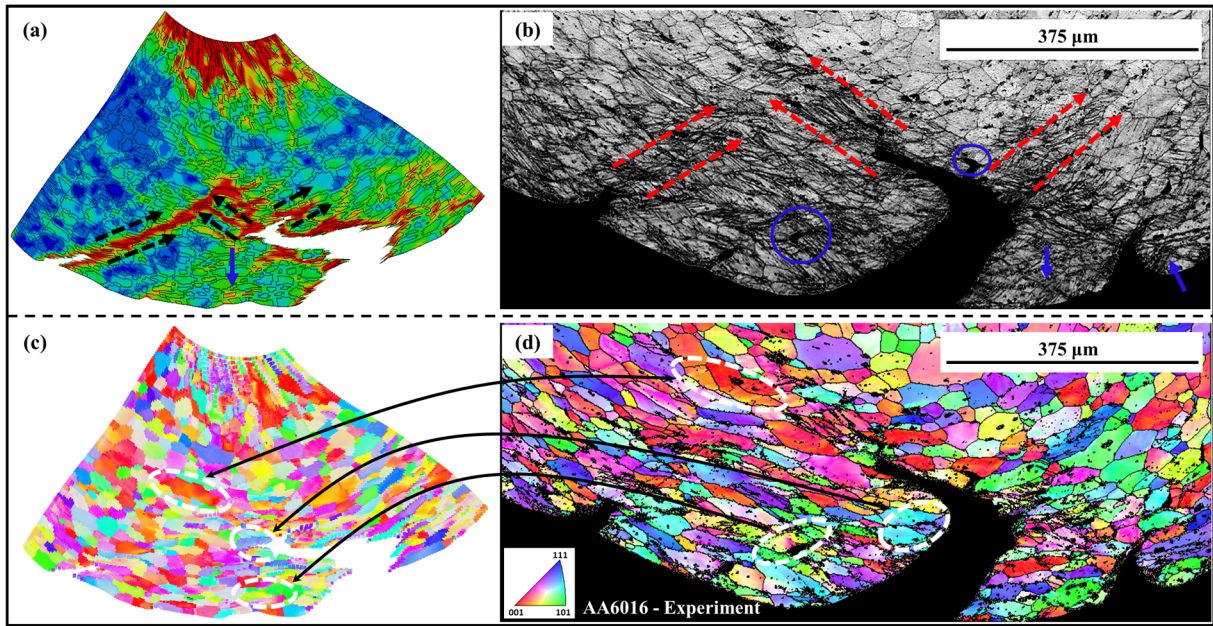 (a)
(b)
375 μm
(c)
(d)
375 μm
111
001
101
AA6016 - Experiment